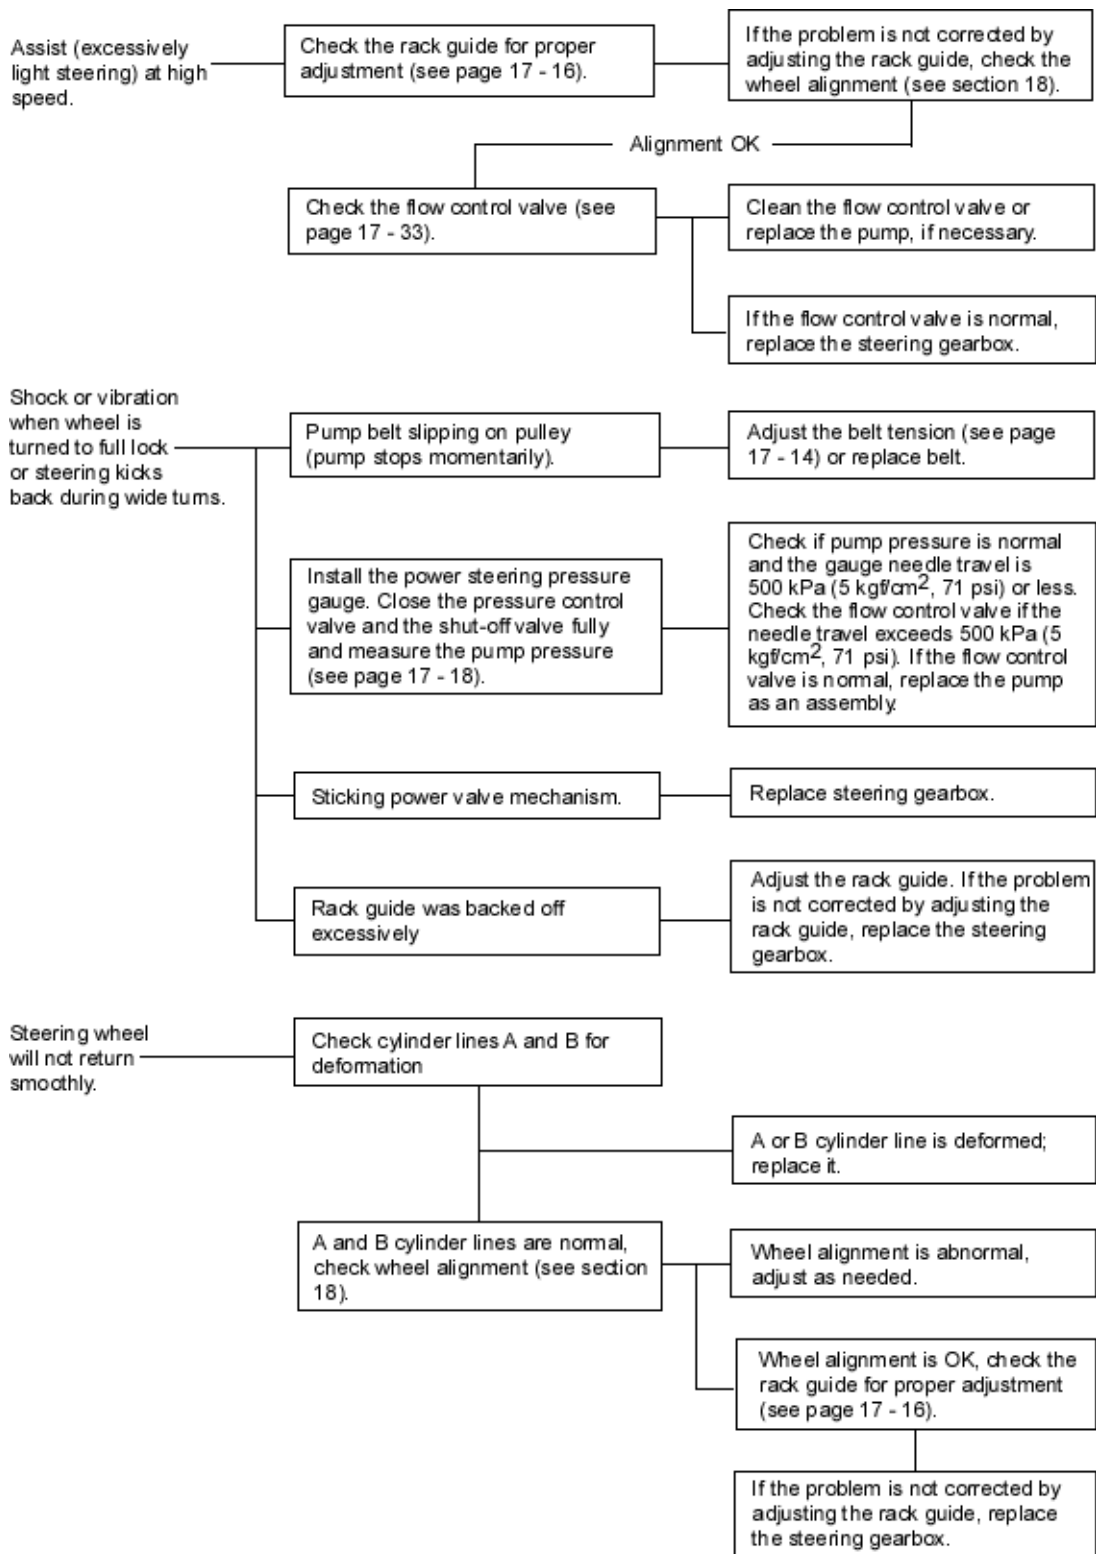 Assist (excessively
light steering) at high
speed.
Check the rack guide for proper
adjustment (see page 17 - 16).
If the problem is not corrected by
adjusting the rack guide, check the
wheel alignment (see section 18).
Alignment OK
Check the flow control valve (see
page 17 - 33).
Clean the flow control valve or
replace the pump, if necessary.
If the flow control valve is normal,
replace the steering gearbox.
Shock or vibration
when wheel is
turned to full lock
or steering kicks
back during wide turns.
Pump belt slipping on pulley
(pump stops momentarily).
Adjust the belt tension (see page
17 - 14) or replace belt.
Install the power steering pressure
gauge. Close the pressure control
valve and the shut-off valve fully
and measure the pump pressure
(see page 17 - 18).
Check if pump pressure is normal
and the gauge needle travel is
500 kPa (5 kgf/cm², 71 psi) or less.
Check the flow control valve if the
needle travel exceeds 500 kPa (5
kgf/cm², 71 psi). If the flow control
valve is normal, replace the pump
as an assembly.
Sticking power valve mechanism.
Replace steering gearbox.
Rack guide was backed off
excessively
Adjust the rack guide. If the problem
is not corrected by adjusting the
rack guide, replace the steering
gearbox.
Steering wheel
will not return
smoothly.
Check cylinder lines A and B for
deformation
A or B cylinder line is deformed;
replace it.
A and B cylinder lines are normal,
check wheel alignment (see section
18).
Wheel alignment is abnormal,
adjust as needed.
Wheel alignment is OK, check the
rack guide for proper adjustment
(see page 17 - 16).
If the problem is not corrected by
adjusting the rack guide, replace
the steering gearbox.